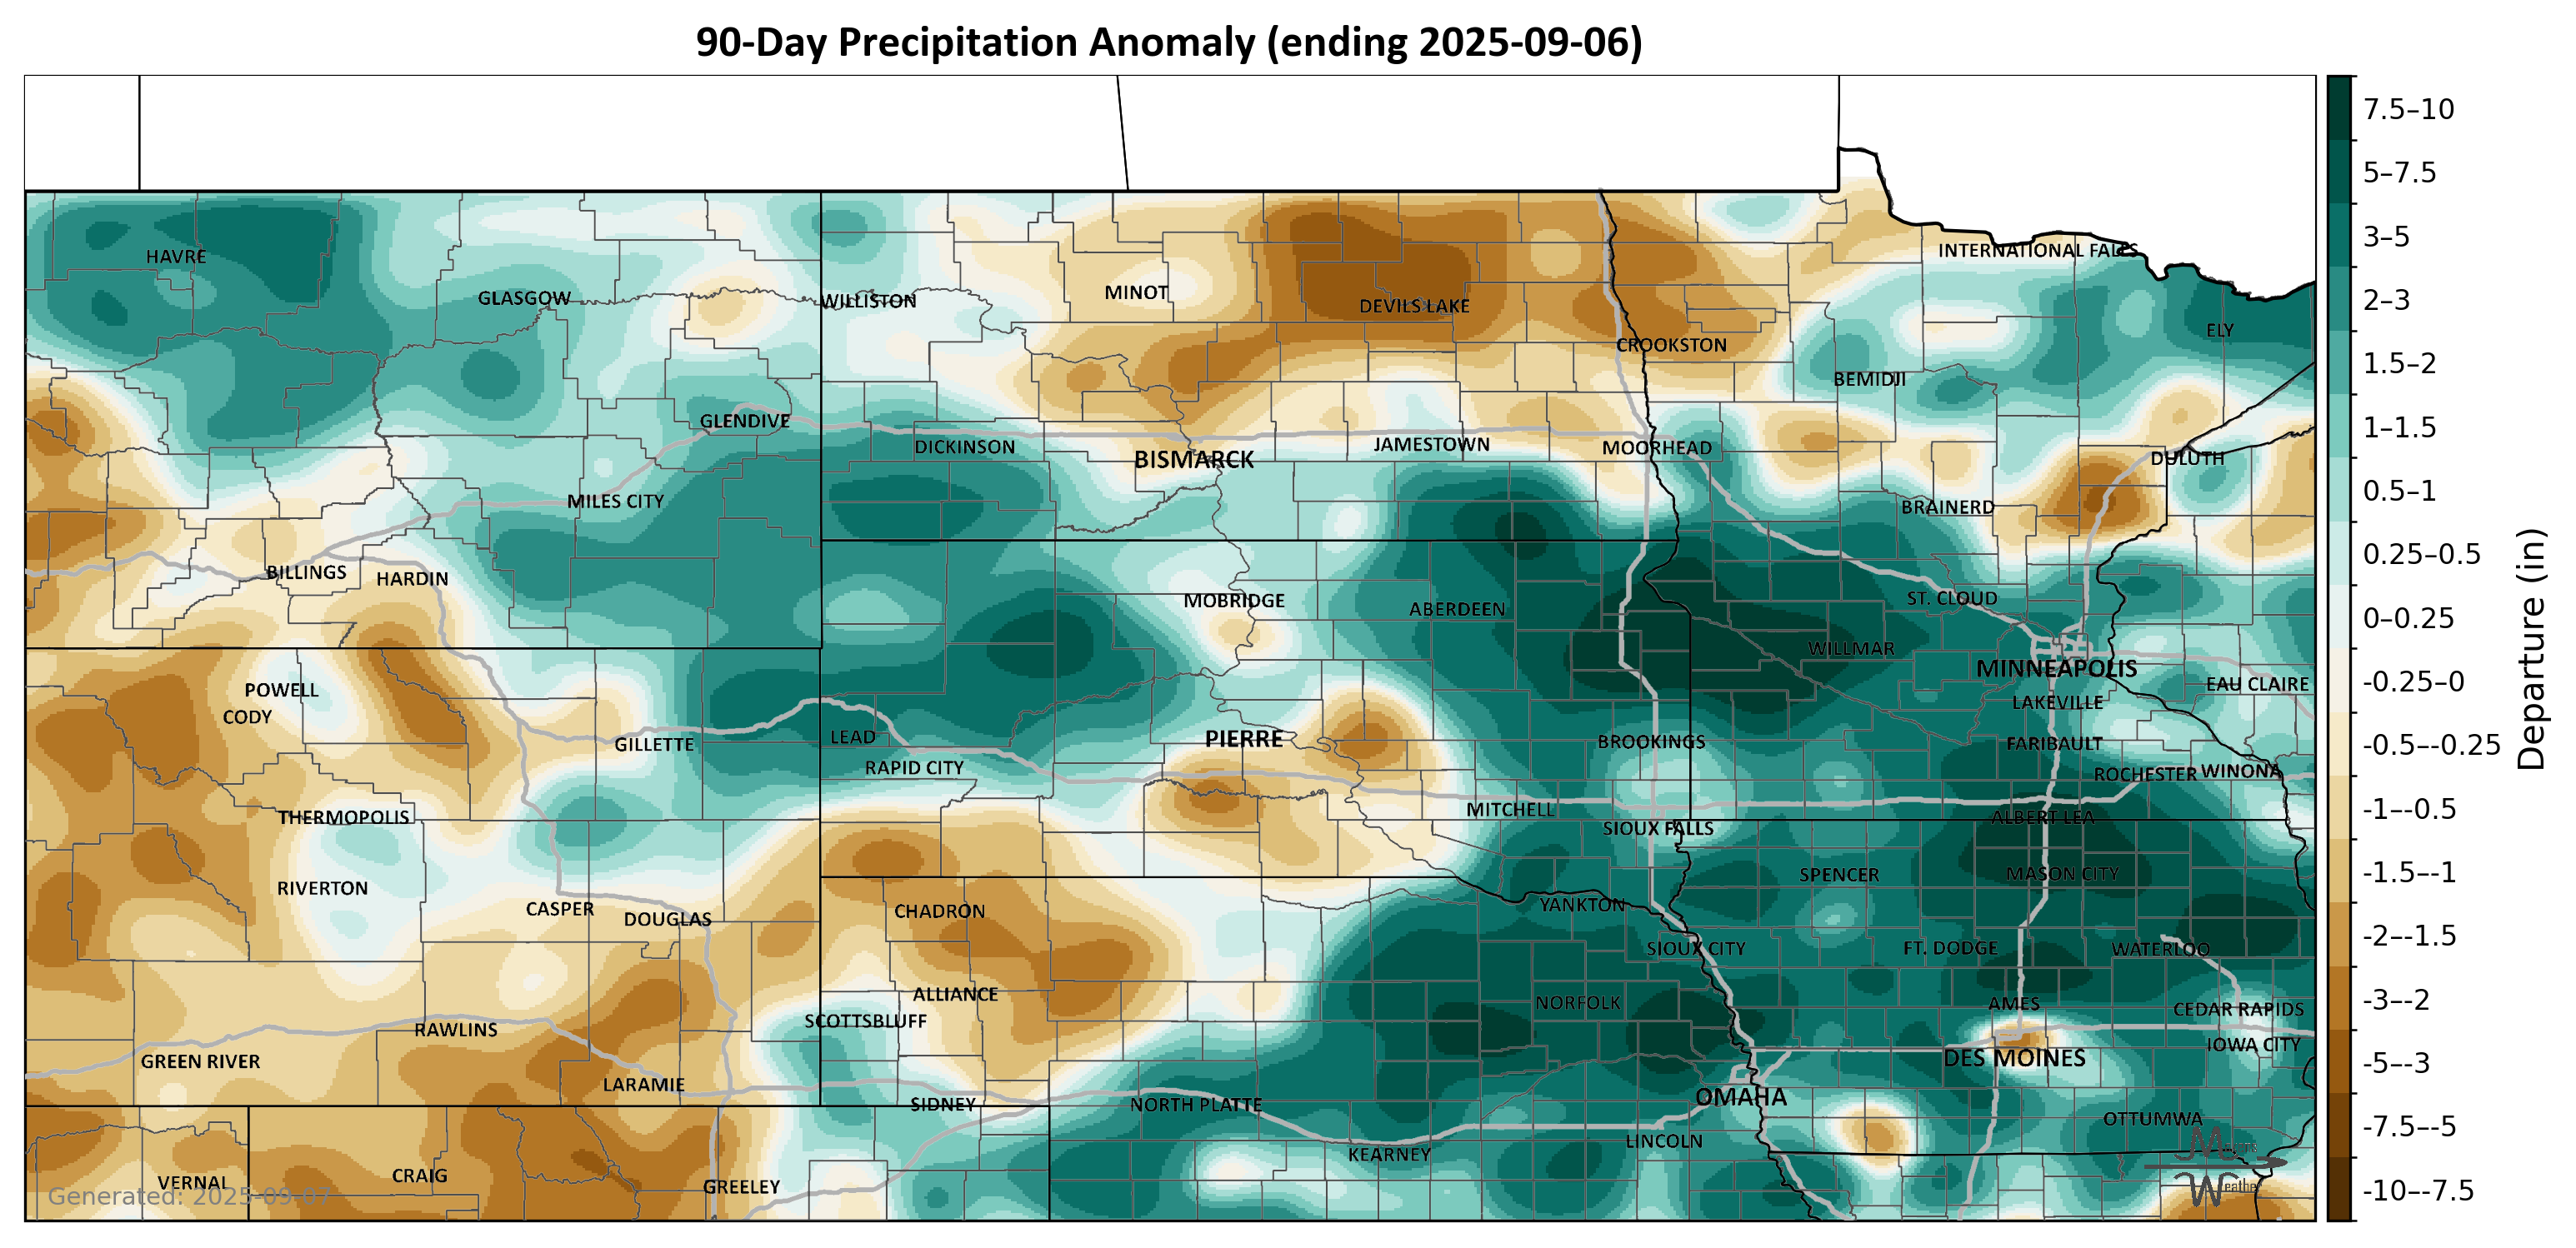 90-Day Precipitation Anomaly (ending 2025-09-06)
7.5–10
5–7.5
3–5
2–3
1.5–2
1–1.5
0.5–1
0.25–0.5
0–0.25
-0.25–0
-0.5–-0.25
-1–-0.5
-1.5–-1
-2–-1.5
-3–-2
-5–-3
-7.5–-5
-10–-7.5
Departure (in)
HAVRE
GLASGOW
WILLISTON
MINOT
DEVILS LAKE
INTERNATIONAL FALLS
ELY
CROOKSTON
BEMIDJI
GLENDIVE
DICKINSON
BISMARCK
JAMESTOWN
MOORHEAD
DULUTH
MILES CITY
BRAINERD
BILLINGS
HARDIN
MOBRIDGE
ABERDEEN
ST. CLOUD
WILLMAR
MINNEAPOLIS
EAU CLAIRE
POWELL
CODY
LAKEVILLE
GILLETTE
LEAD
PIERRE
BROOKINGS
FARIBAULT
RAPID CITY
ROCHESTER
WINONA
THERMOPOLIS
MITCHELL
ALBERT LEA
SIOUX FALLS
RIVERTON
SPENCER
MASON CITY
CASPER
DOUGLAS
CHADRON
YANKTON
SIOUX CITY
FT. DODGE
WATERLOO
ALLIANCE
NORFOLK
AMES
CEDAR RAPIDS
SCOTTSBLUFF
RAWLINS
IOWA CITY
GREEN RIVER
DES MOINES
LARAMIE
OMAHA
SIDNEY
NORTH PLATTE
OTTUMWA
LINCOLN
KEARNEY
VERNAL
CRAIG
GREELEY
Generated: 2025-09-07
Weather